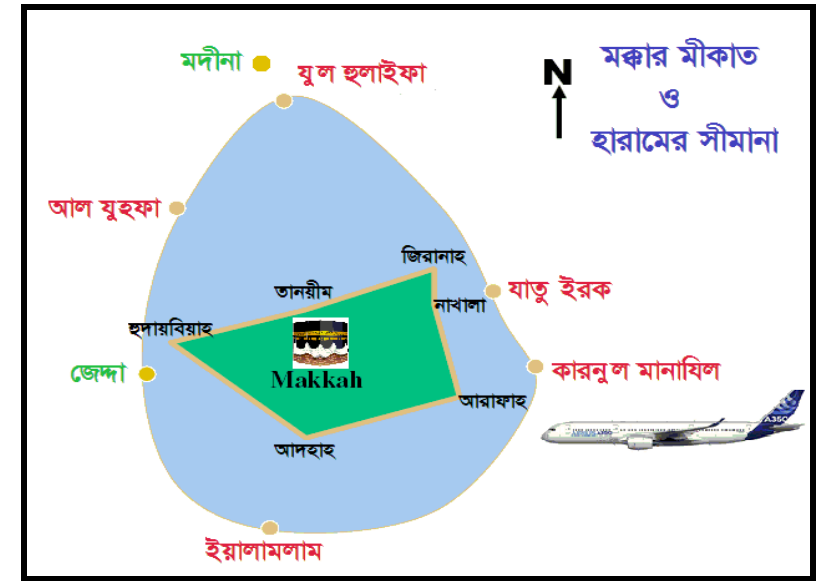 মক্কার মীকাত
ও
হারামের সীমানা
N
মদীনা
যুল হুলাইফা
আল যুহফা
জিরানাহ
তানয়ীম
নাখালা
যাতু ইরক
হুদায়বিয়াহ
জেদ্দা
Makkah
কারনুল মানাযিল
আরাফাহ
A350
আদহাহ
ইয়ালামলাম